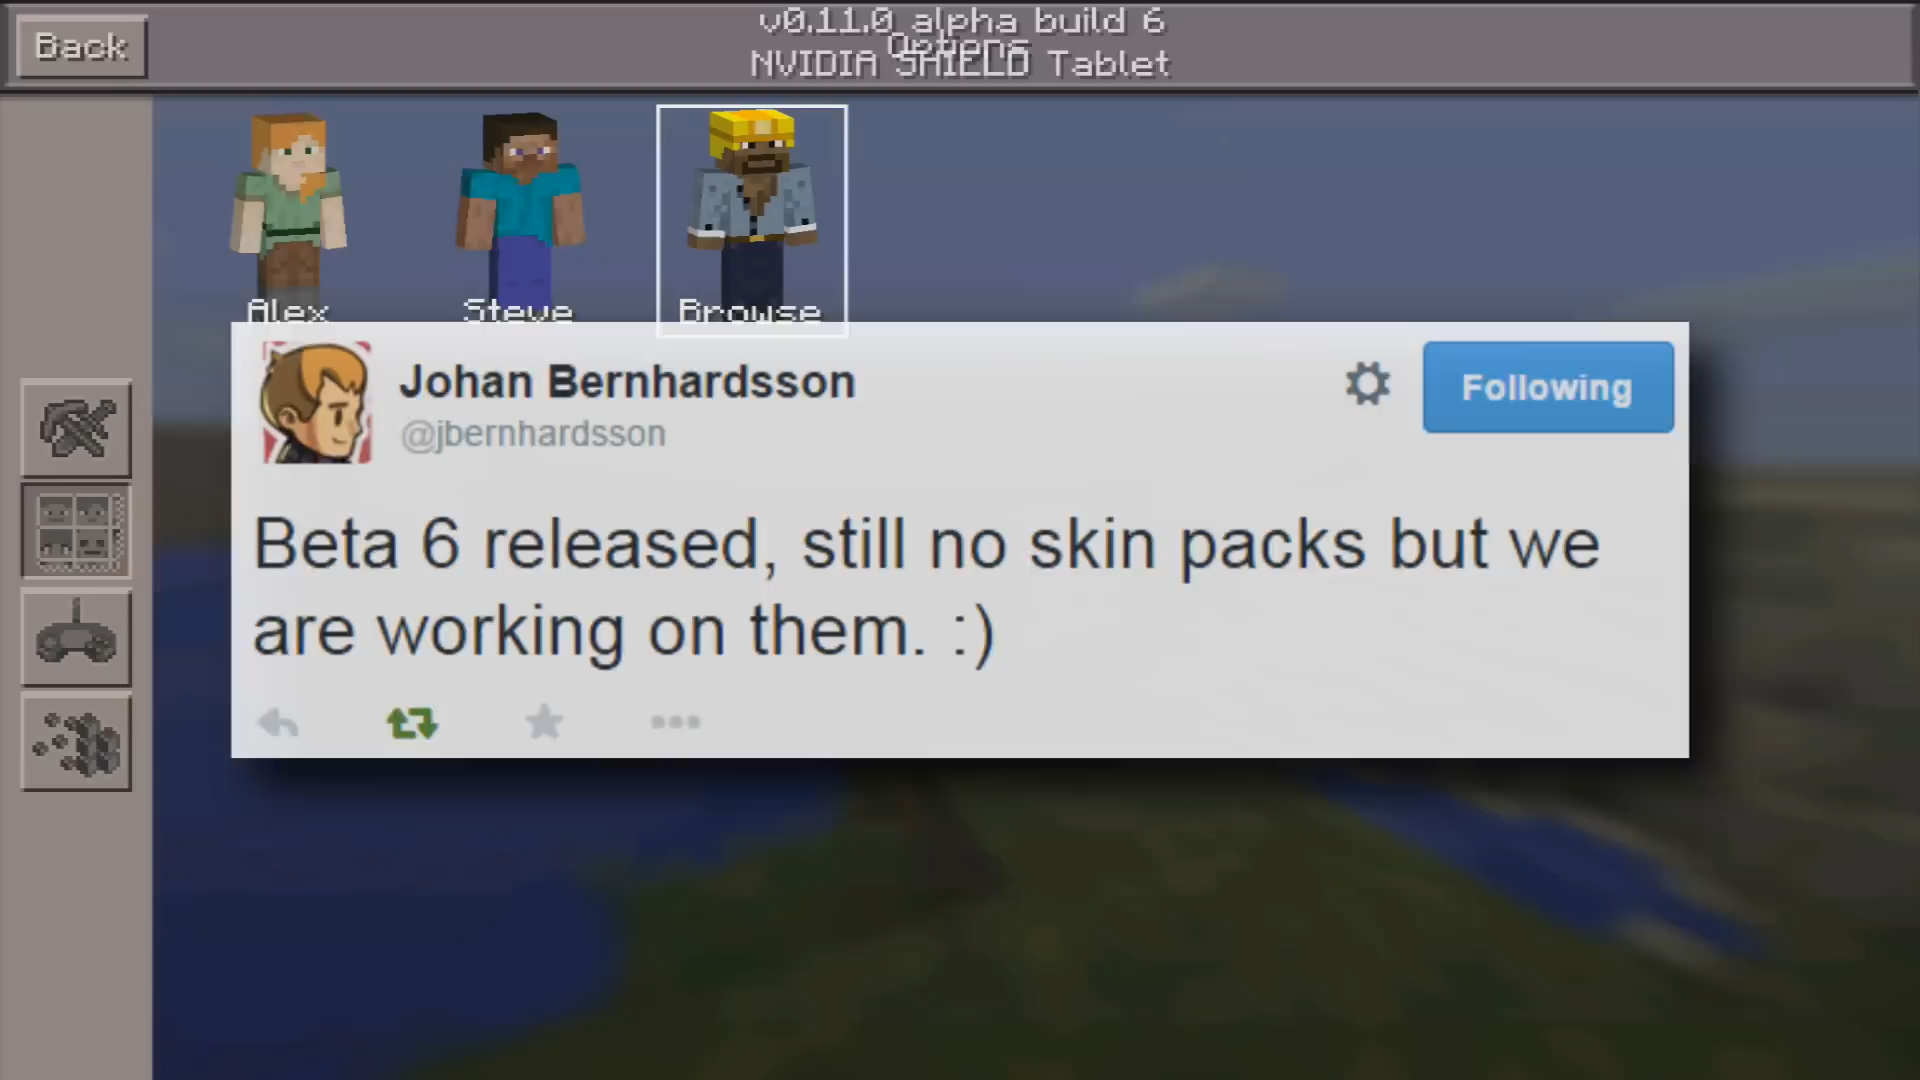 Back
v0.11.0 alpha build 6
Options
NVIDIA SHIELD Tablet
Alex
Steve
Browse
Johan Bernhardsson
@jbernhardsson
Following
Beta 6 released, still no skin packs but we
are working on them. :)